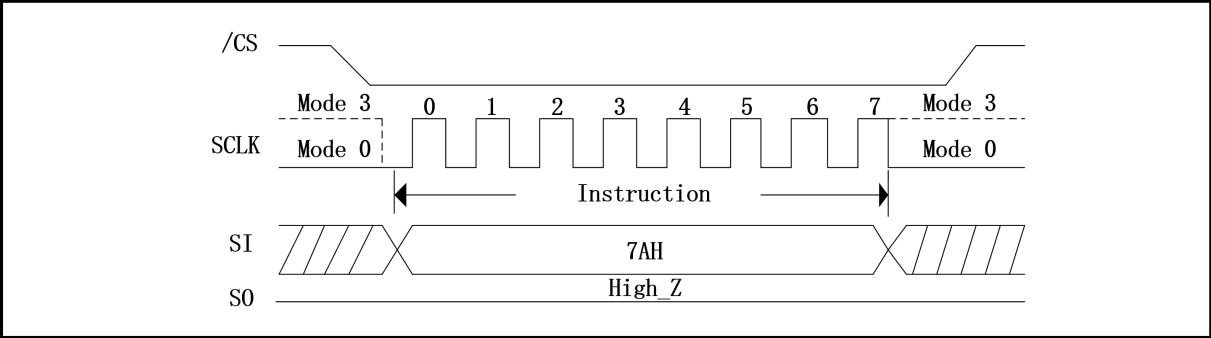 /CS
Mode 3 0 1 2 3 4 5 6 7 Mode 3
SCLK Mode 0 Mode 0
Instruction
SI 7AH
SO High_Z